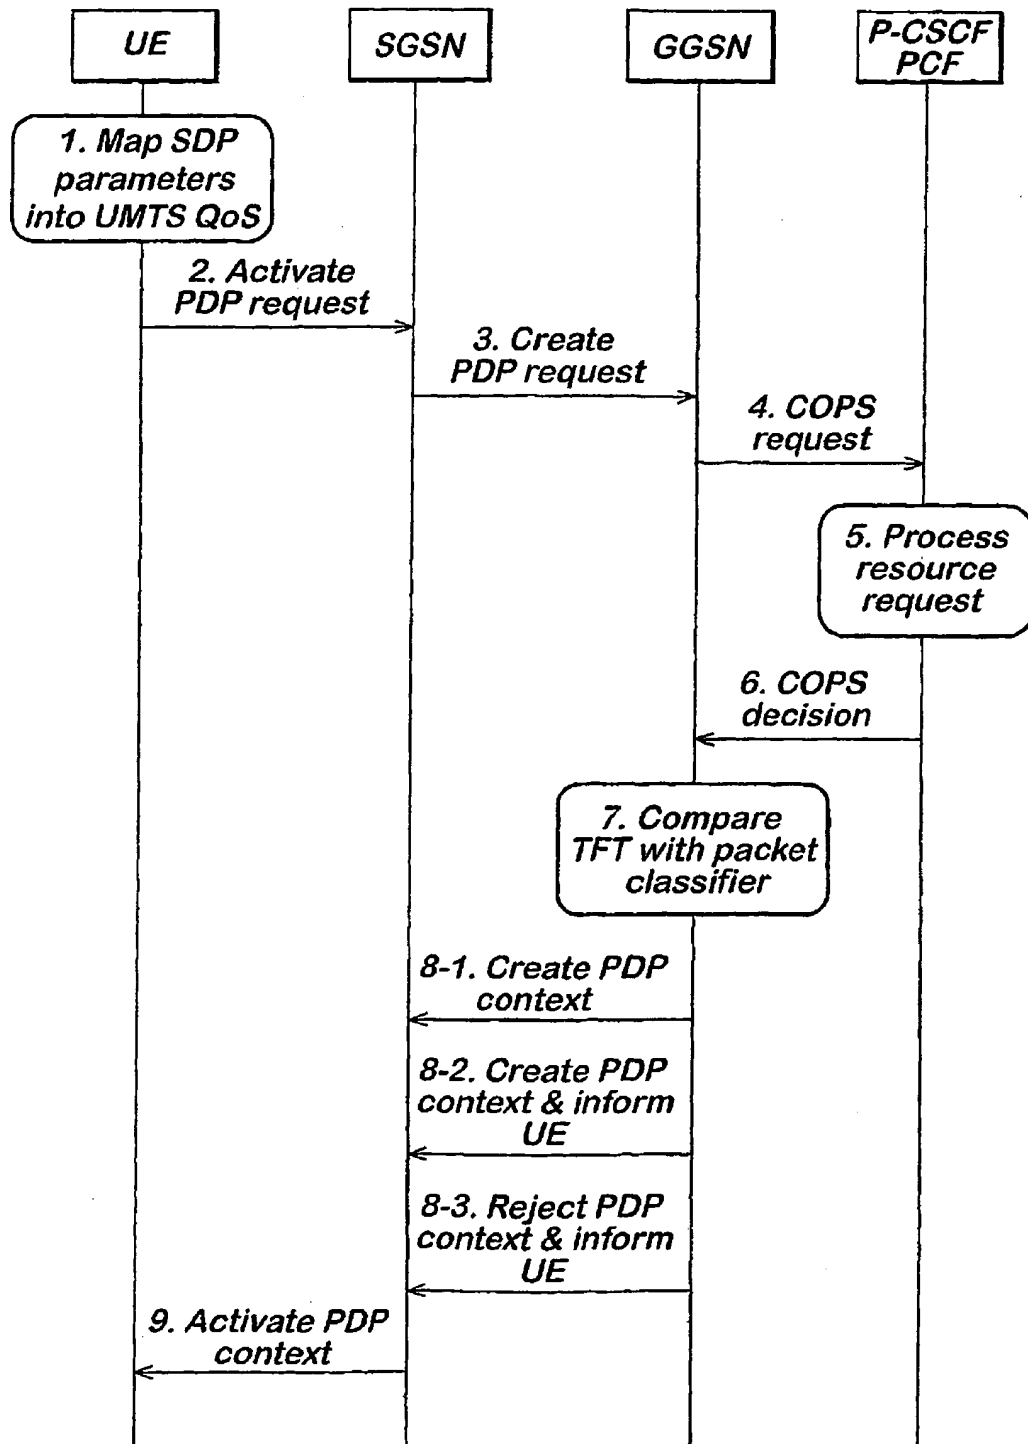 UE
SGSN
GGSN
P-CSCF
PCF
1. Map SDP
parameters
into UMTS QoS
2. Activate
PDP request
3. Create
PDP request
4. COPS
request
5. Process
resource
request
6. COPS
decision
7. Compare
TFT with packet
classifier
8-1. Create PDP
context
8-2. Create PDP
context & inform
UE
8-3. Reject PDP
context & inform
UE
9. Activate PDP
context